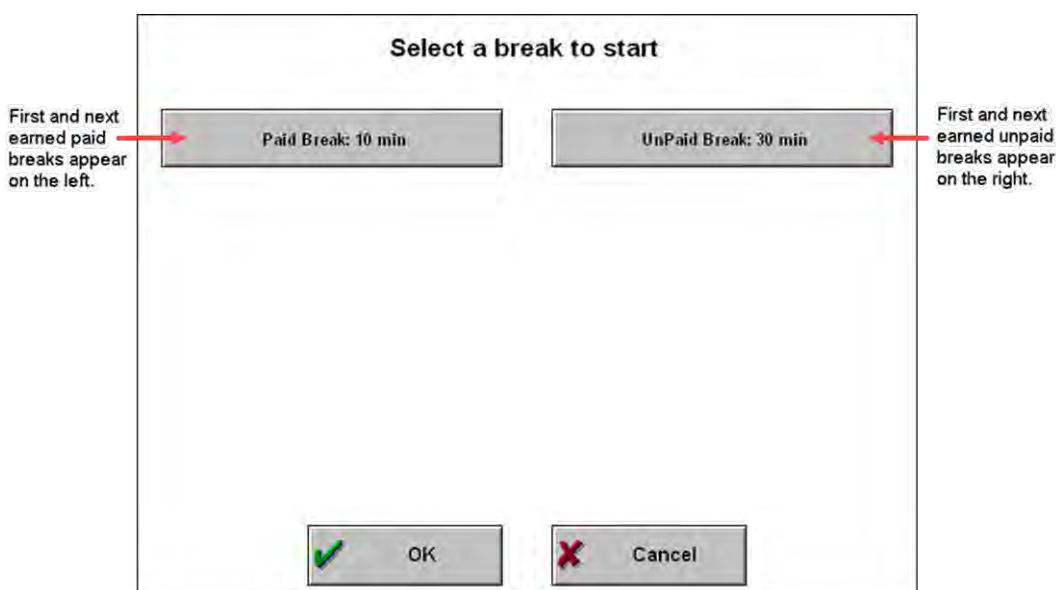 Select a break to start
First and next
earned paid
breaks appear
on the left.
Paid Break: 10 min
UnPaid Break: 30 min
First and next
earned unpaid
breaks appear
on the right.
OK
Cancel